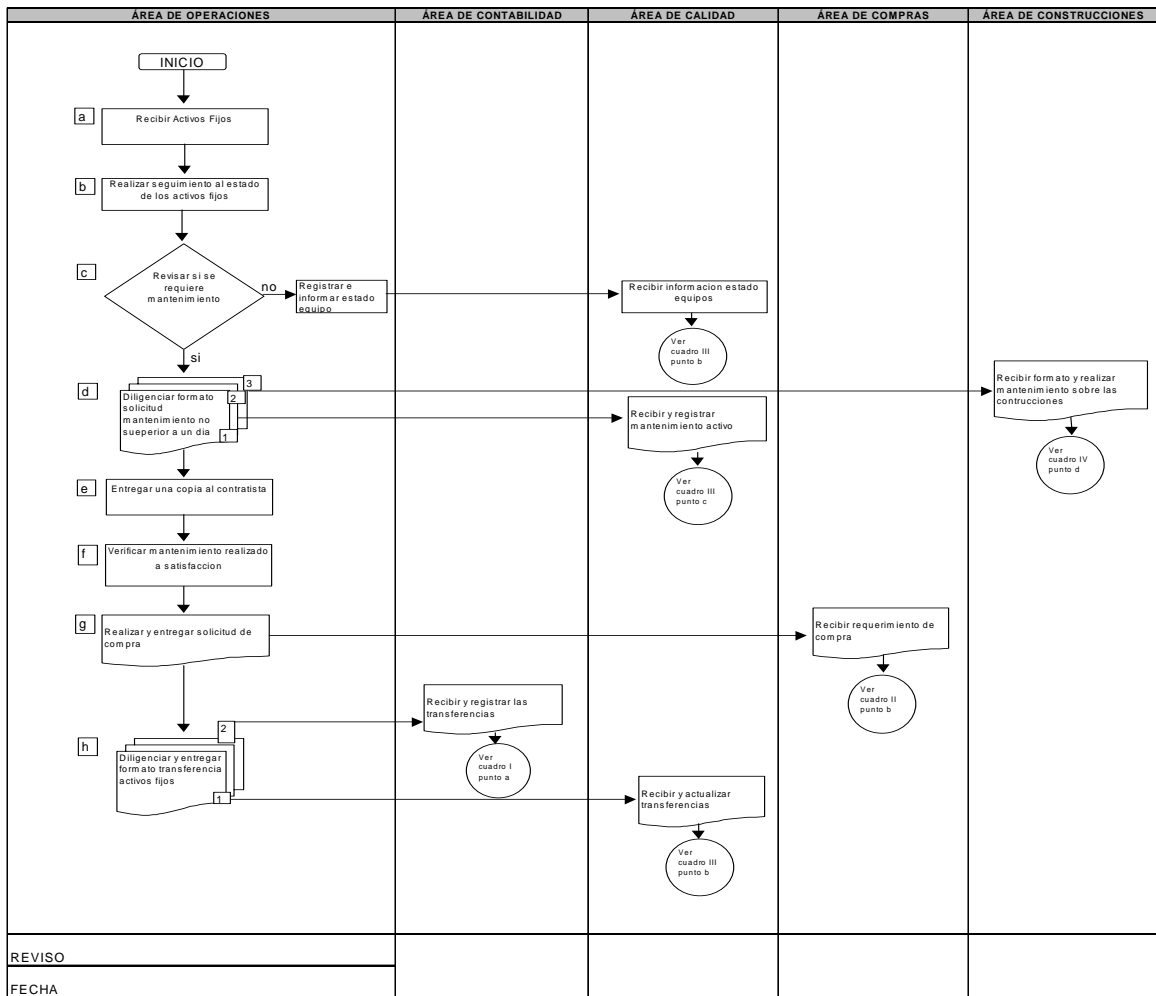 ÁREA DE OPERACIONES
ÁREA DE CONTABILIDAD
ÁREA DE CALIDAD
ÁREA DE COMPRAS
ÁREA DE CONSTRUCCIONES
INICIO
a
Recibir Activos Fijos
b
Realizar seguimiento al estado
de los activos fijos
c
Revisar si se
requiere
mantenimiento
no
Registrar e
informar estado
equipo
Recibir informacion estado
equipos
Ver
cuadro III
punto b
si
d
3
2
1
Diligenciar formato
solicitud
mantenimiento no
sueperior a un dia
Recibir y registrar
mantenimiento activo
Ver
cuadro III
punto c
Recibir formato y realizar
mantenimiento sobre las
contrucciones
Ver
cuadro IV
punto d
e
Entregar una copia al contratista
f
Verificar mantenimiento realizado
a satisfaccion
g
Realizar y entregar solicitud de
compra
Recibir requerimiento de
compra
Ver
cuadro II
punto b
h
2
1
Diligenciar y entregar
formato transferencia
activos fijos
Recibir y registrar las
transferencias
Ver
cuadro I
punto a
Recibir y actualizar
transferencias
Ver
cuadro III
punto b
REVISO
FECHA